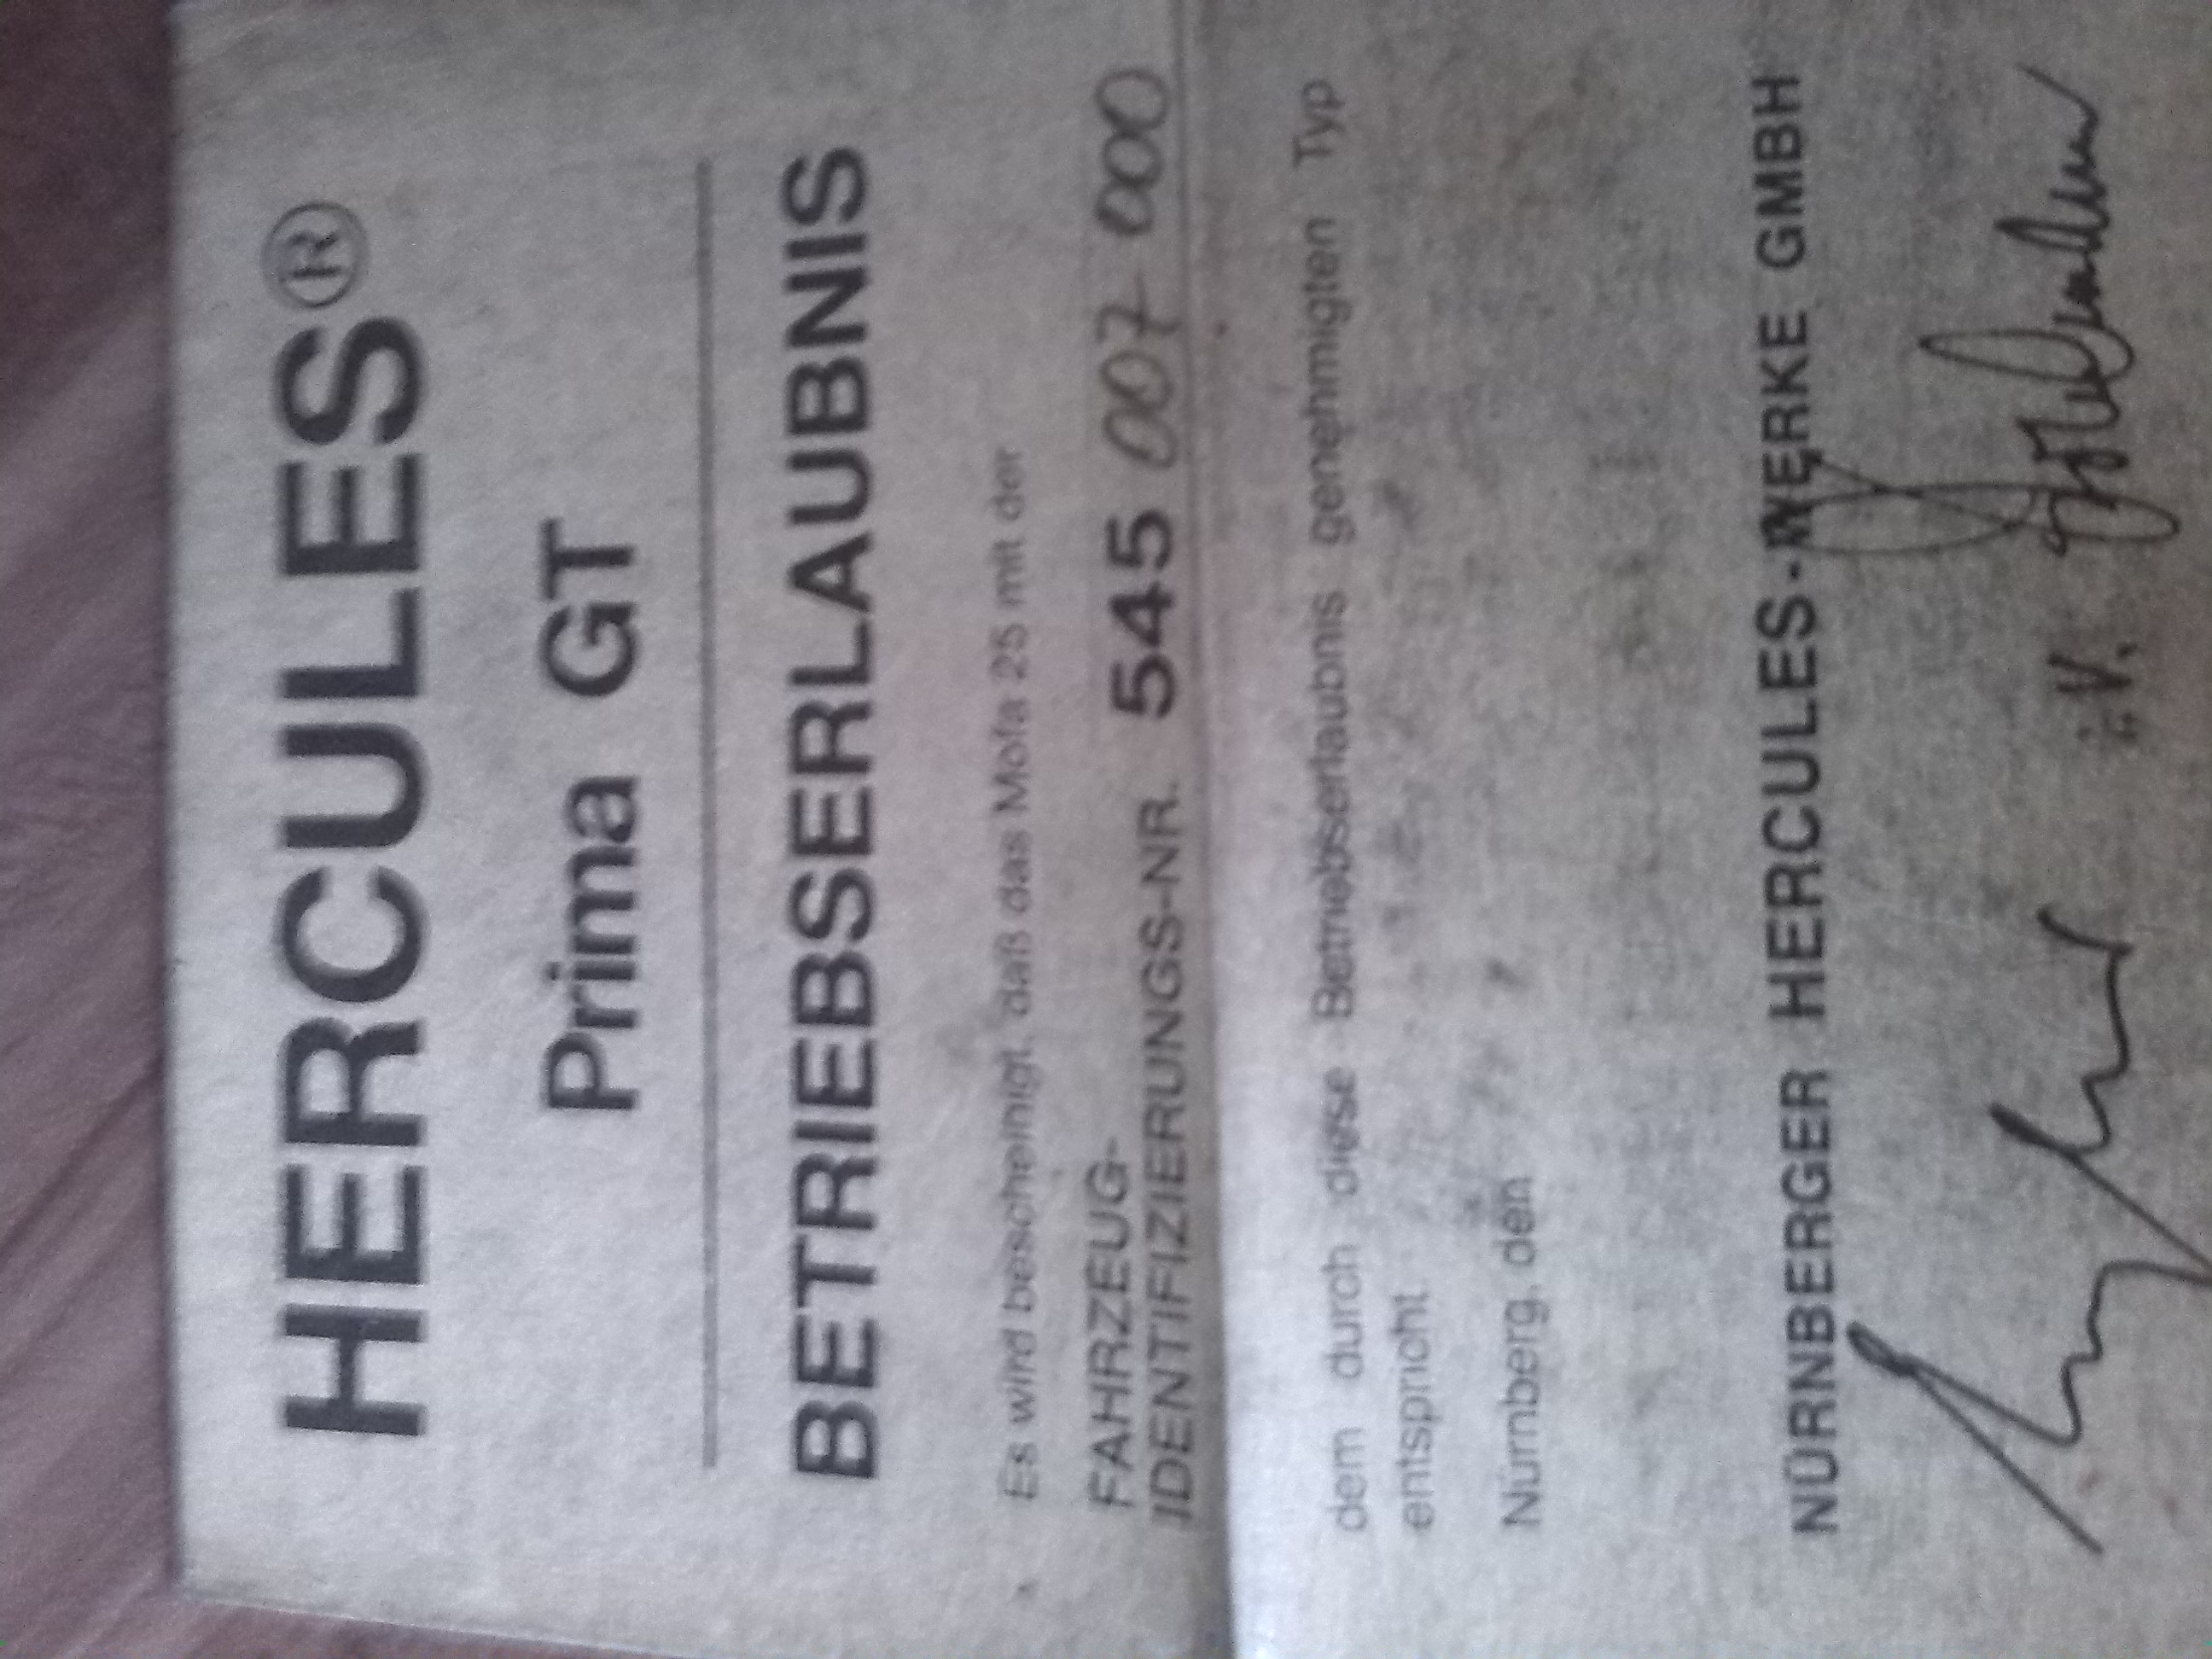 HERCULES®
Prima GT
BETRIEBSERLAUBNIS
Es wird bescheinigt, daß das Mofa 25 mit der
FAHRZEUG-
IDENTIFIZIERUNGS-NR. 545 007 000
dem durch diese Betriebserlaubnis genehmigten Typ
entspricht.
Nürnberg, den
NÜRNBERGER HERCULES-WERKE GMBH
i.V.